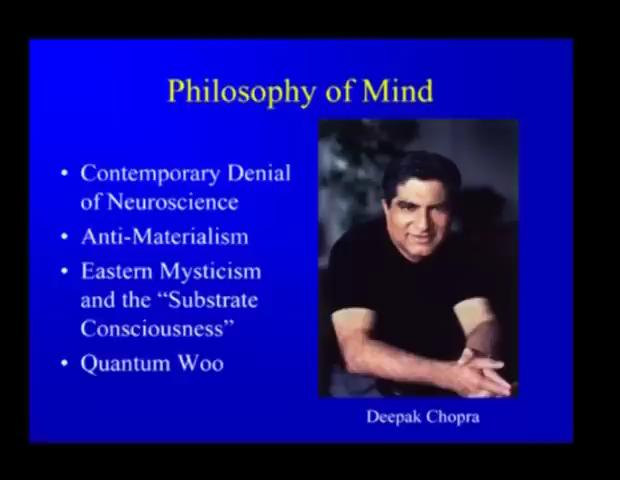 Philosophy of Mind
• Contemporary Denial
of Neuroscience
• Anti-Materialism
• Eastern Mysticism
and the “Substrate
Consciousness”
• Quantum Woo
Deepak Chopra